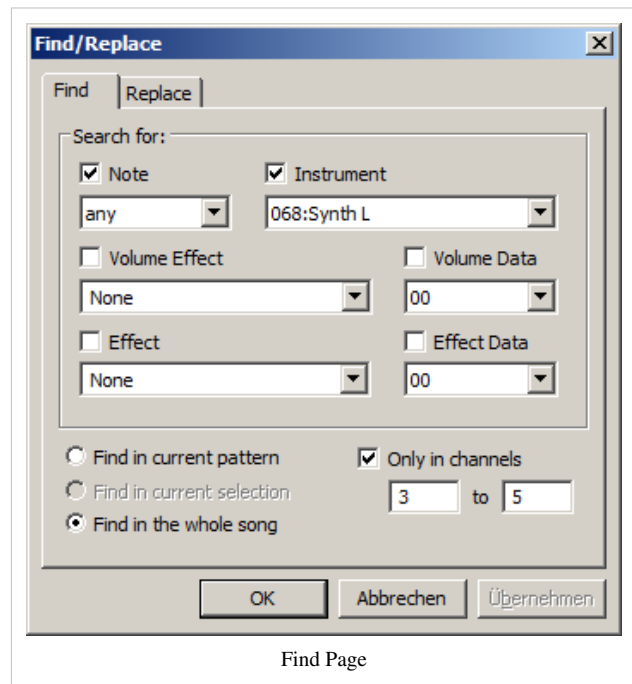 Find/Replace
Find Replace
Search for:
Note Instrument
any 068:Synth L
Volume Effect Volume Data
None 00
Effect Effect Data
None 00
Find in current pattern Only in channels
Find in current selection 3 to 5
Find in the whole song
OK Abbrechen Übernehmen
Find Page